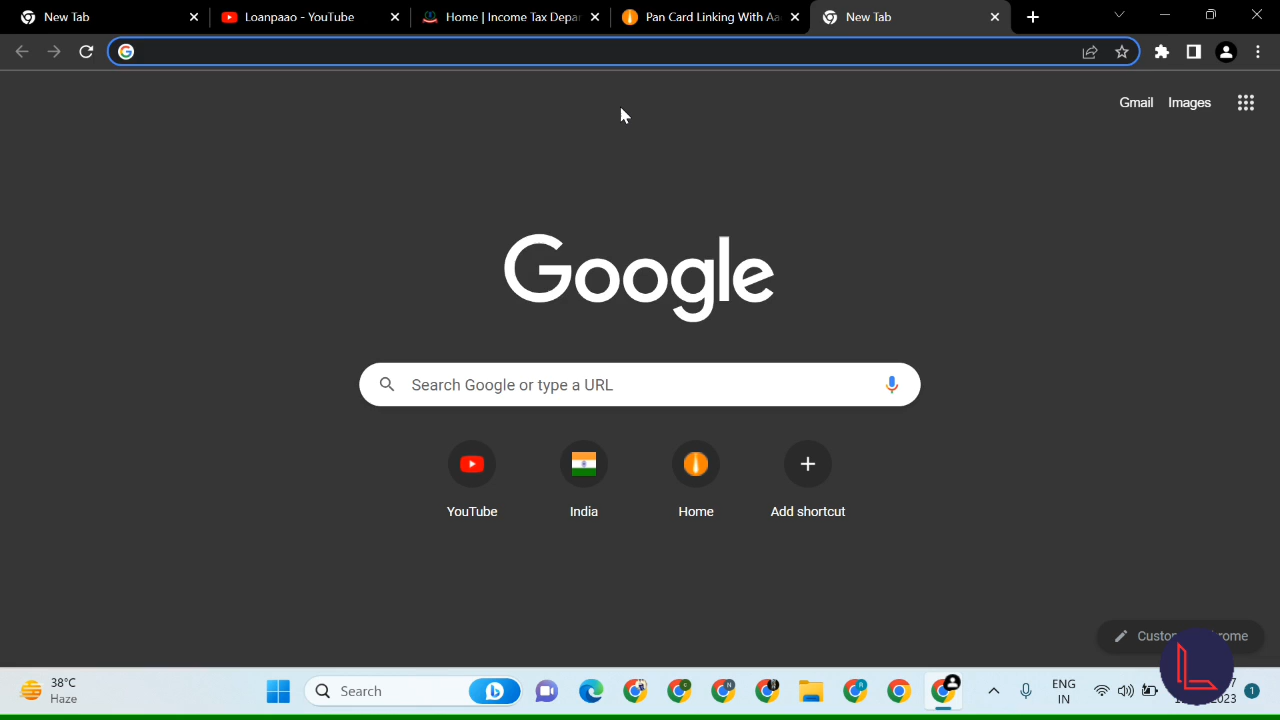 New Tab
Loanpaao - YouTube
Home | Income Tax Depar
Pan Card Linking With Aa
New Tab
Gmail Images
Google
Search Google or type a URL
YouTube
India
Home
Add shortcut
38°C
Haze
Search
ENG
IN
2023
1